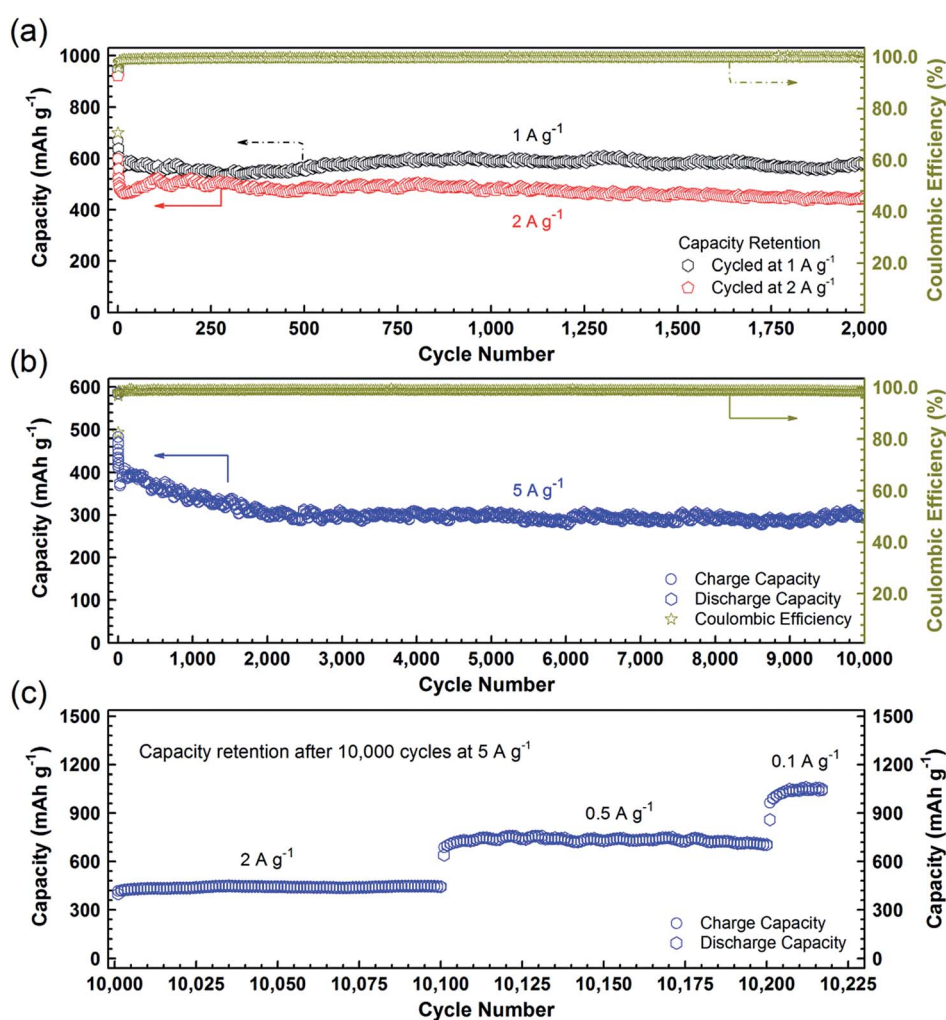 (a)
1000
800
600
400
200
0
Capacity (mAh g⁻¹)
1 A g⁻¹
2 A g⁻¹
Capacity Retention
Cycled at 1 A g⁻¹
Cycled at 2 A g⁻¹
100.0
80.0
60.0
40.0
20.0
Coulombic Efficiency (%)
0 250 500 750 1,000 1,250 1,500 1,750 2,000
Cycle Number
(b)
600
500
400
300
200
100
0
Capacity (mAh g⁻¹)
5 A g⁻¹
Charge Capacity
Discharge Capacity
Coulombic Efficiency
100.0
80.0
60.0
40.0
20.0
Coulombic Efficiency (%)
0 1,000 2,000 3,000 4,000 5,000 6,000 7,000 8,000 9,000 10,000
Cycle Number
(c)
1500
1200
900
600
300
0
Capacity (mAh g⁻¹)
Capacity retention after 10,000 cycles at 5 A g⁻¹
2 A g⁻¹
0.5 A g⁻¹
0.1 A g⁻¹
Charge Capacity
Discharge Capacity
1500
1200
900
600
300
0
Capacity (mAh g⁻¹)
10,000 10,025 10,050 10,075 10,100 10,125 10,150 10,175 10,200 10,225
Cycle Number